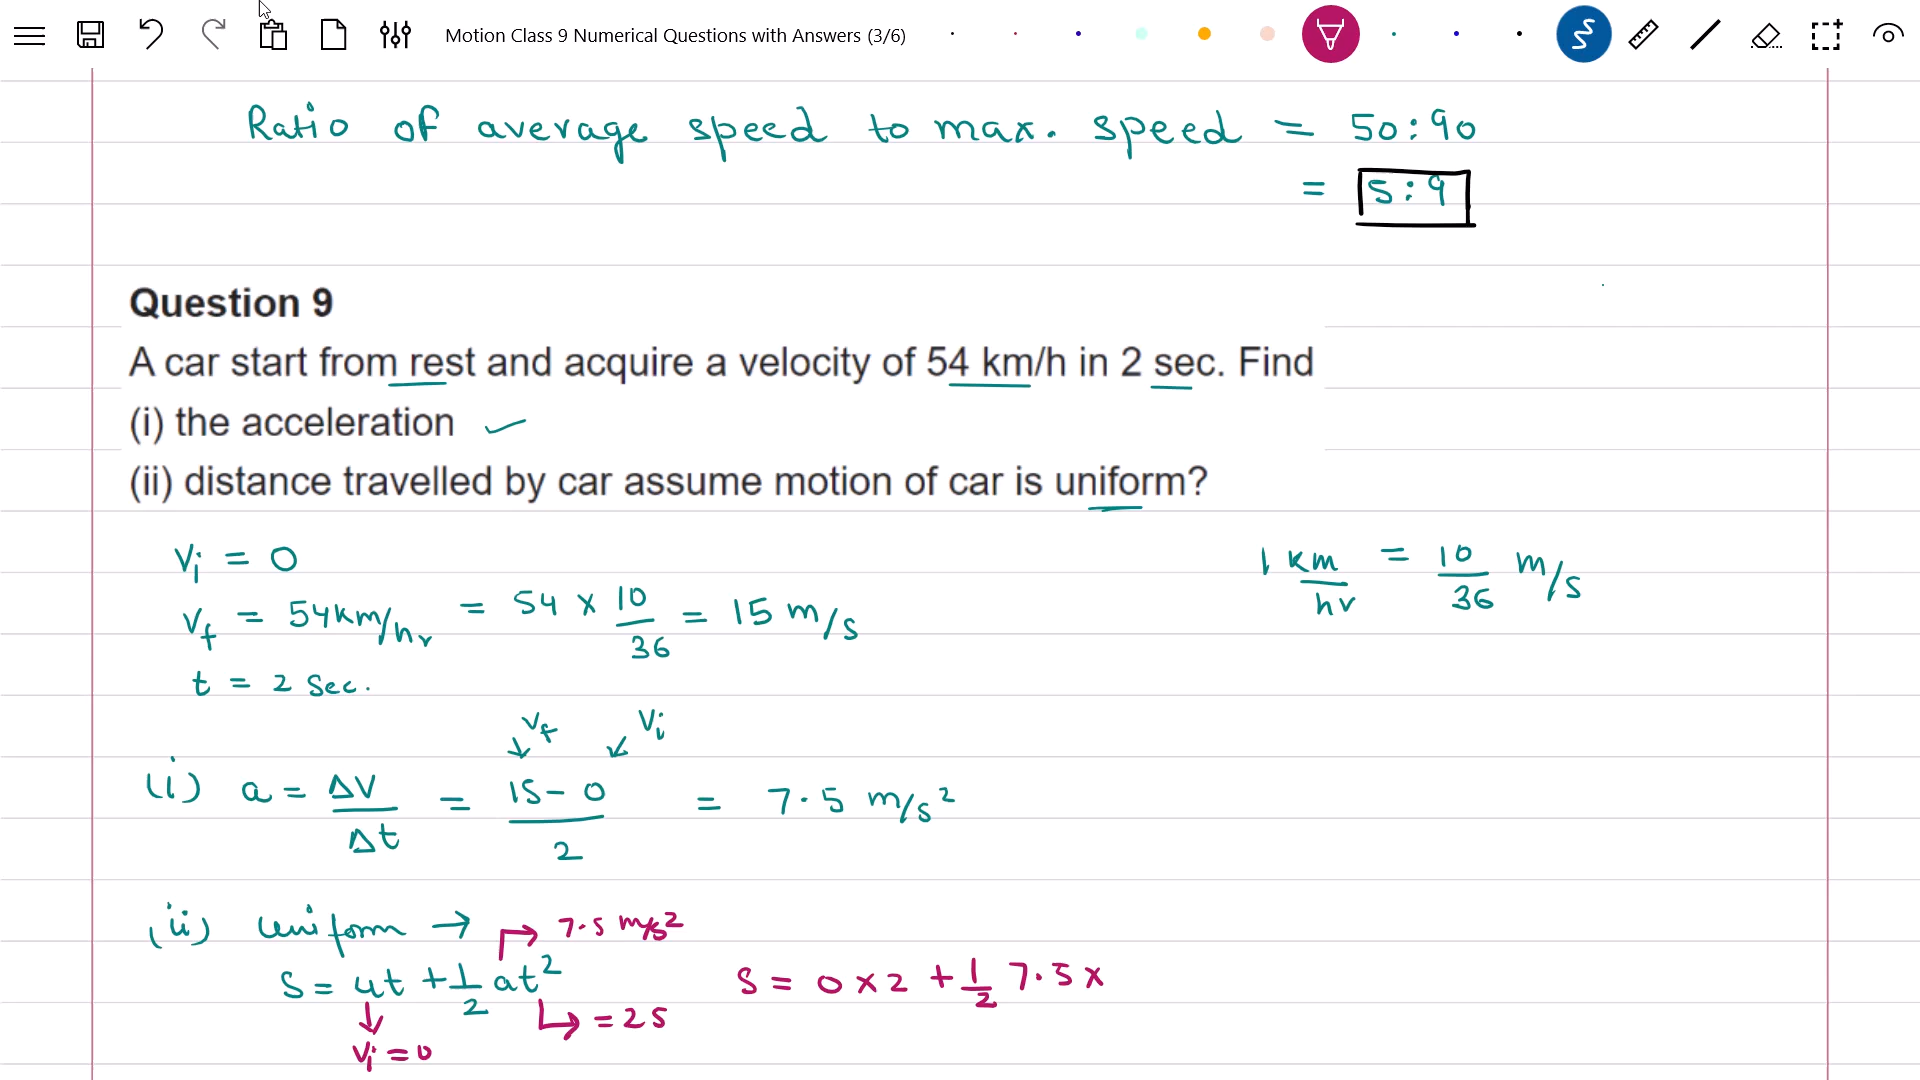 Motion Class 9 Numerical Questions with Answers (3/6)
Ratio of average speed to max. speed = 50:90
= 5:9
Question 9
A car start from rest and acquire a velocity of 54 km/h in 2 sec. Find
(i) the acceleration ✓
(ii) distance travelled by car assume motion of car is uniform?
Vi = 0
1 km/hr = 10/36 m/s
Vf = 54km/hr = 54 × 10/36 = 15 m/s
t = 2 Sec.
Vf Vi
(i) a = ΔV/Δt = 15-0/2 = 7.5 m/s²
(ii) uniform → 7.5 m/s²
S = ut + 1/2 at² S = 0 × 2 + 1/2 7.5 ×
= 2s
Vi = 0